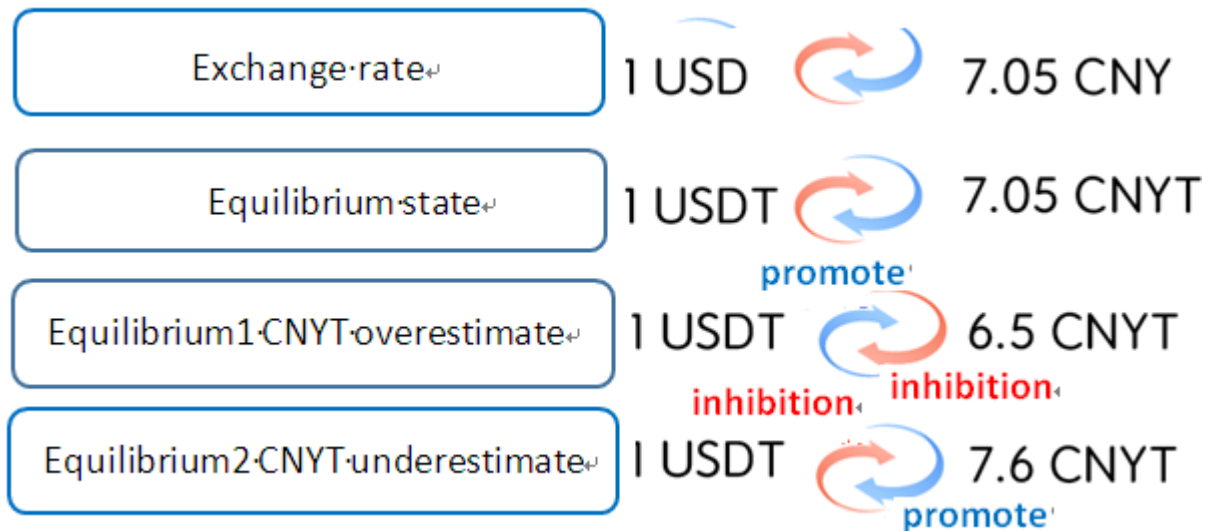 Exchange·rate↵
1 USD 7.05 CNY
Equilibrium·state↵
1 USDT 7.05 CNYT
promote
Equilibrium1·CNYT·overestimate↵
1 USDT 6.5 CNYT
inhibition
inhibition
Equilibrium2·CNYT·underestimate↵
1 USDT 7.6 CNYT
promote